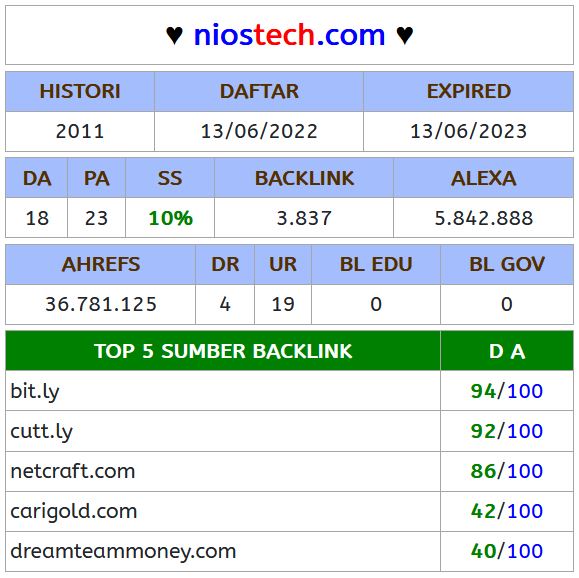 ♥ niostech.com ♥
HISTORI DAFTAR EXPIRED
2011 13/06/2022 13/06/2023
DA PA SS BACKLINK ALEXA
18 23 10% 3.837 5.842.888
AHREFS DR UR BL EDU BL GOV
36.781.125 4 19 0 0
TOP 5 SUMBER BACKLINK D A
bit.ly 94/100
cutt.ly 92/100
netcraft.com 86/100
carigold.com 42/100
dreamteammoney.com 40/100